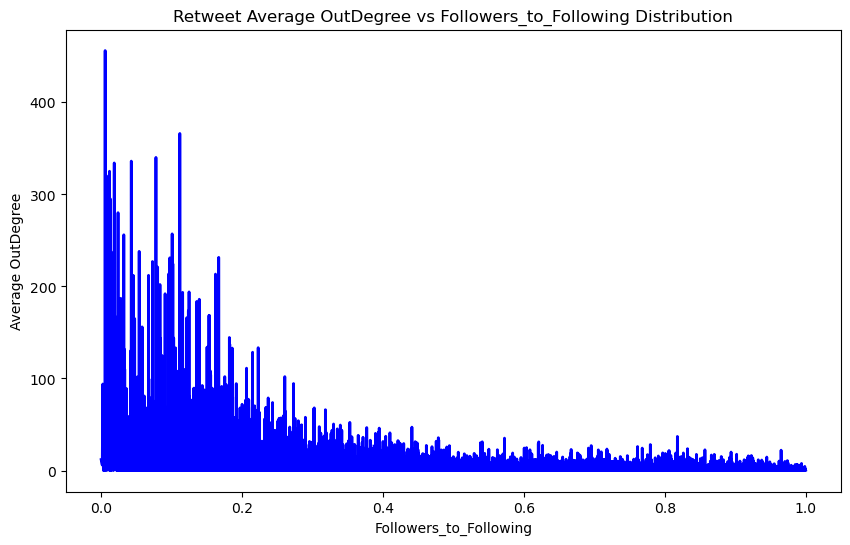 Retweet Average OutDegree vs Followers_to_Following Distribution
Average OutDegree
400
300
200
100
0
0.0 0.2 0.4 0.6 0.8 1.0
Followers_to_Following